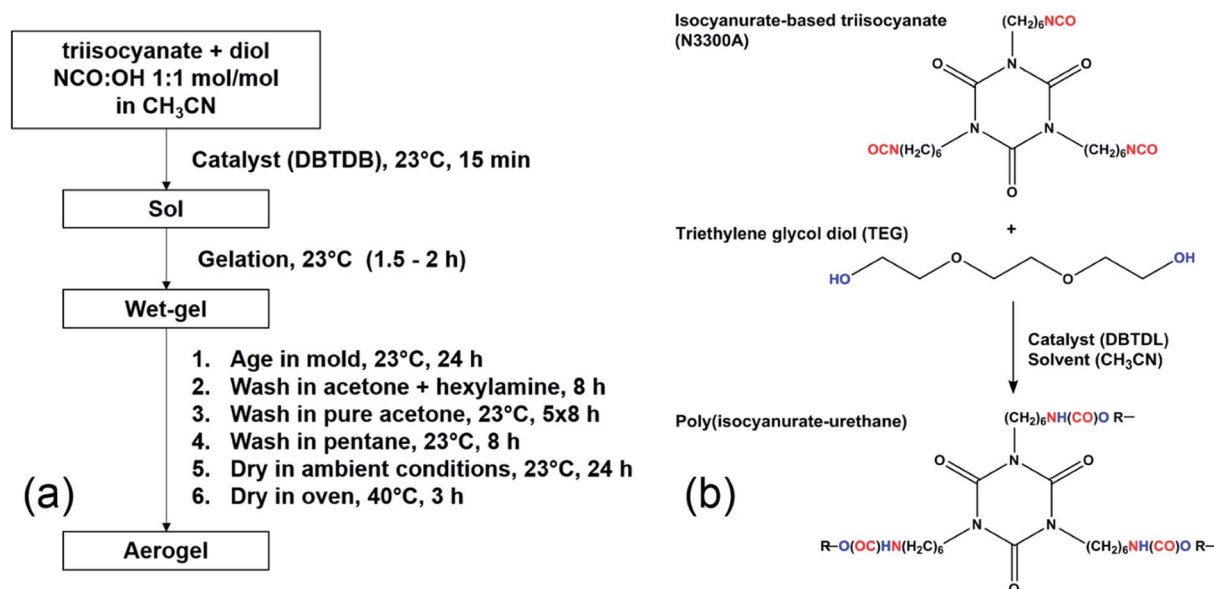 triisocyanate + diol
NCO:OH 1:1 mol/mol
in CH₃CN
Catalyst (DBTDB), 23°C, 15 min
Sol
Gelation, 23°C (1.5 - 2 h)
Wet-gel
1. Age in mold, 23°C, 24 h
2. Wash in acetone + hexylamine, 8 h
3. Wash in pure acetone, 23°C, 5x8 h
4. Wash in pentane, 23°C, 8 h
5. Dry in ambient conditions, 23°C, 24 h
6. Dry in oven, 40°C, 3 h
(a)
Aerogel
Isocyanurate-based triisocyanate
(N3300A)
(CH₂)₆NCO
O
N
O
N
N
OCN(H₂C)₆
(CH₂)₆NCO
O
+
Triethylene glycol diol (TEG)
HO
O
O
OH
Catalyst (DBTDL)
Solvent (CH₃CN)
Poly(isocyanurate-urethane)
(CH₂)₆NH(CO)O R–
O
N
O
(b)
N
N
R–O(OC)HN(H₂C)₆
(CH₂)₆NH(CO)O R–
O